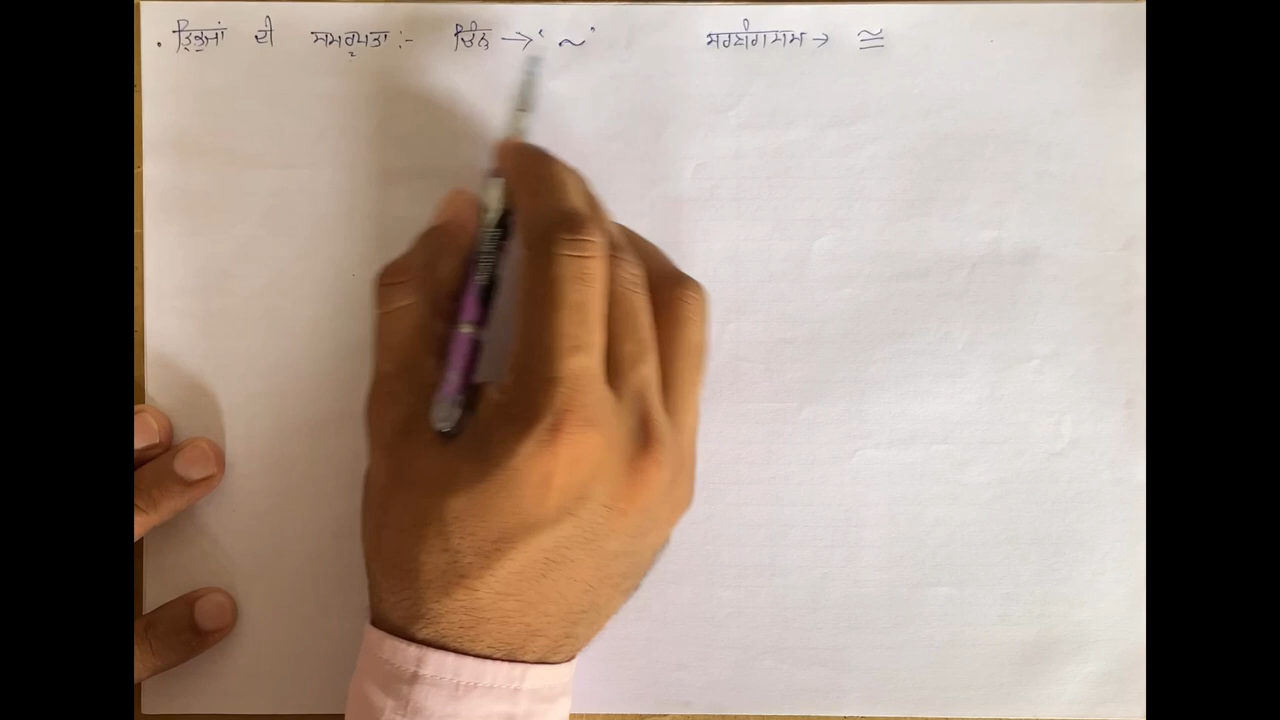 • ਤ੍ਰਿਭੁਜਾਂ ਦੀ ਸਮਰੂਪਤਾ :- ਚਿੰਨ੍ਹ → ‘ ~ ’ ਸਰਬੰਗਸਮ → ≅